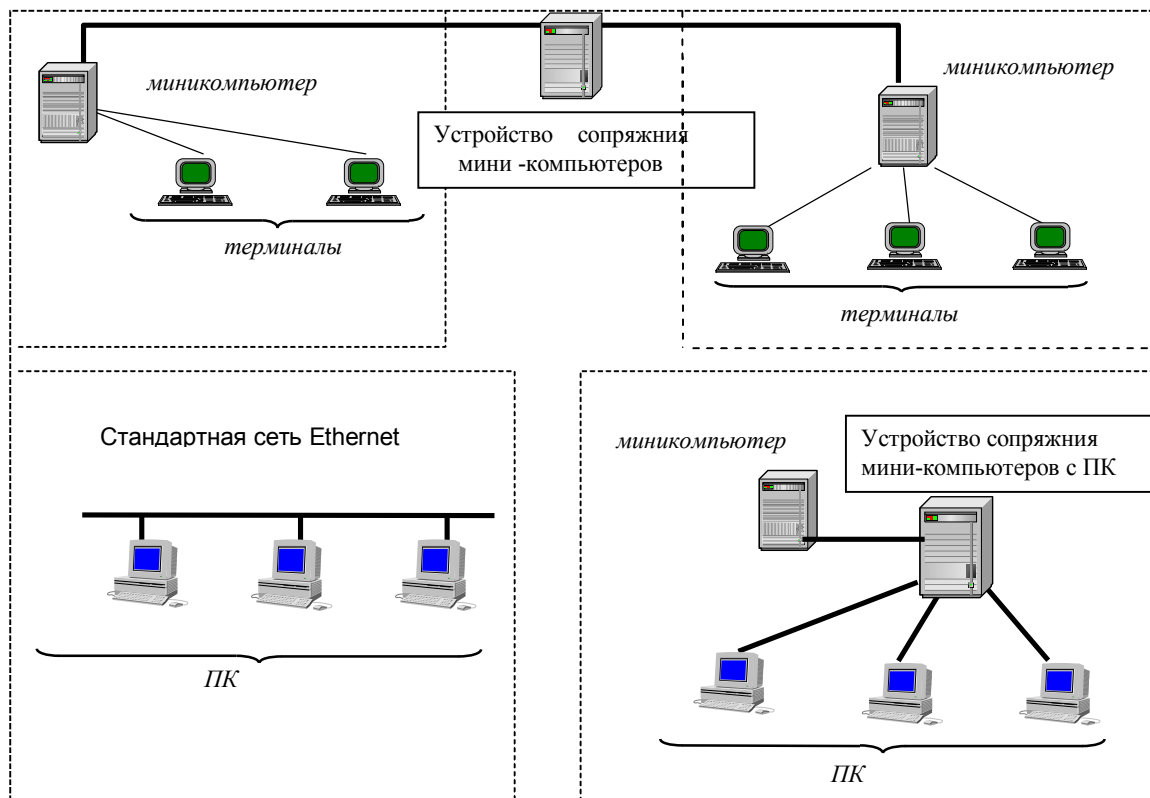 миникомпьютер
миникомпьютер
Устройство сопряжния
мини -компьютеров
терминалы
терминалы
Стандартная сеть Ethernet
миникомпьютер
Устройство сопряжния
мини-компьютеров с ПК
ПК
ПК